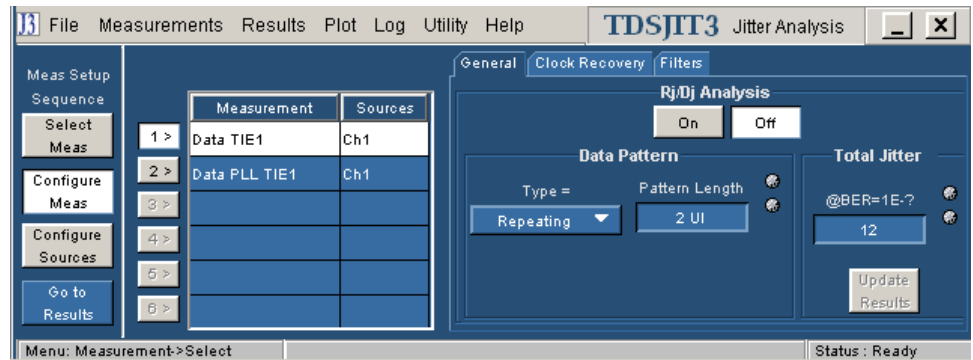 J3 File Measurements Results Plot Log Utility Help TDSJIT3 Jitter Analysis
Meas Setup
Sequence
Select
Meas
Configure
Meas
Configure
Sources
Go to
Results
Measurement Sources
1 > Data TIE1 Ch1
2 > Data PLL TIE1 Ch1
3 >
4 >
5 >
6 >
General Clock Recovery Filters
Rj/Dj Analysis
On Off
Data Pattern
Type =
Repeating
Pattern Length
2 UI
Total Jitter
@BER=1E-?
12
Update
Results
Menu: Measurement->Select
Status : Ready